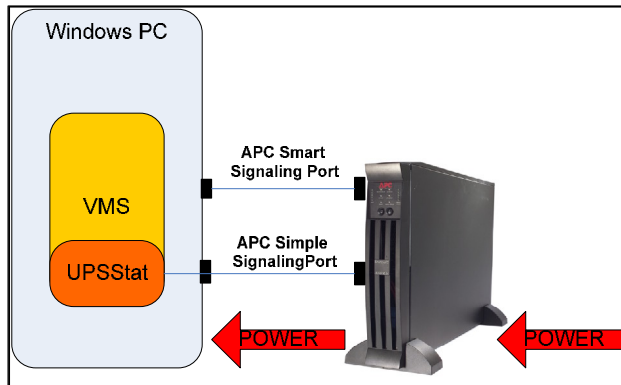 Windows PC
APC Smart
Signaling Port
VMS
APC Simple
SignalingPort
UPSStat
POWER
POWER